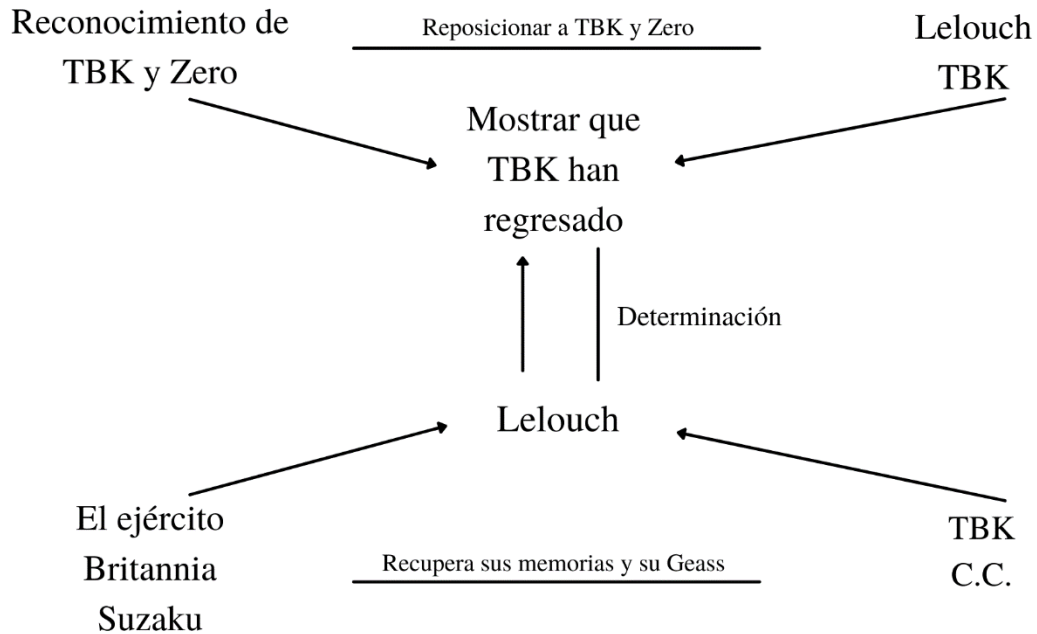 Reconocimiento de
TBK y Zero
Reposicionar a TBK y Zero
Lelouch
TBK
Mostrar que
TBK han
regresado
Determinación
Lelouch
El ejército
Britannia
Suzaku
Recupera sus memorias y su Geass
TBK
C.C.